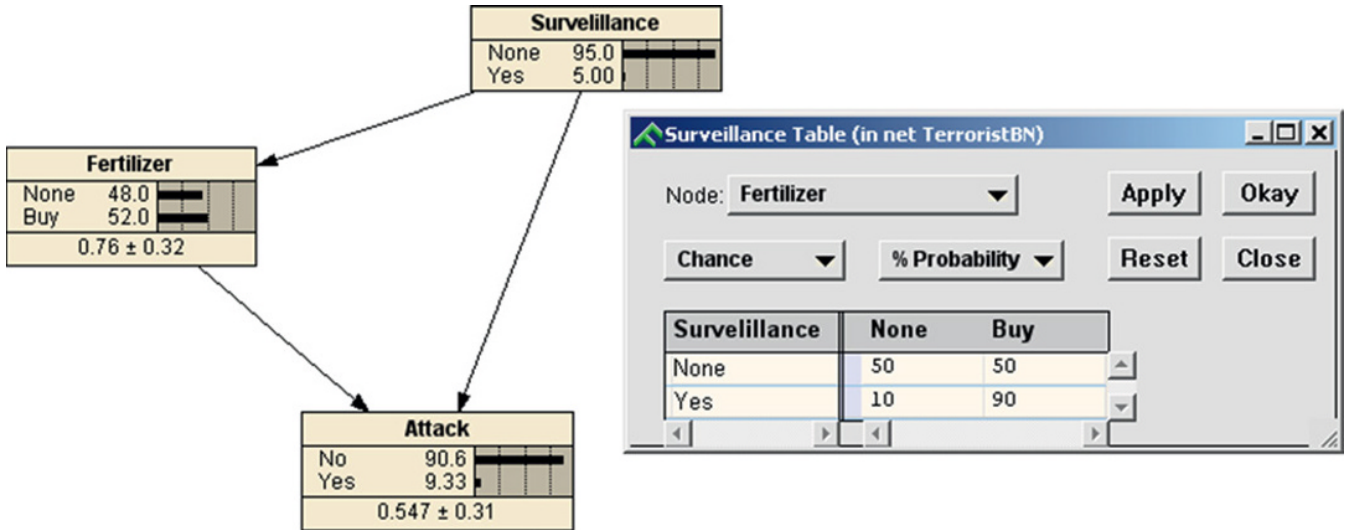 Survelillance
None 95.0
Yes 5.00
Fertilizer
None 48.0
Buy 52.0
0.76 ± 0.32
Attack
No 90.6
Yes 9.33
0.547 ± 0.31
Surveillance Table (in net TerroristBN)
Node: Fertilizer Apply Okay
Chance % Probability Reset Close
Survelillance None Buy
None 50 50
Yes 10 90